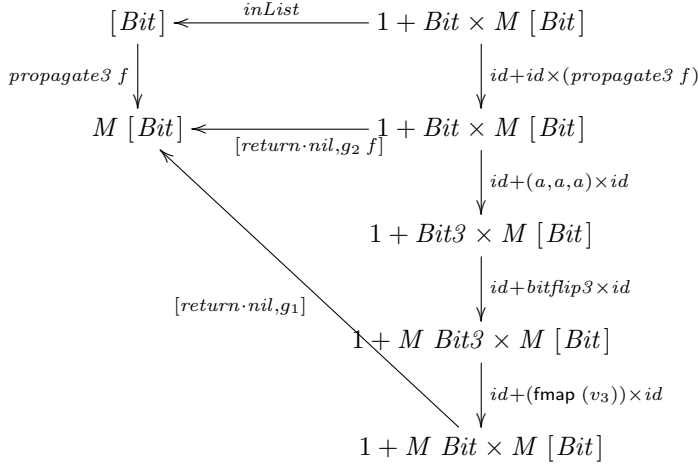 [Bit] inList 1 + Bit × M [Bit]
propagate3 f id+id×(propagate3 f)
M [Bit] [return·nil,g₂ f] 1 + Bit × M [Bit]
id+(a,a,a)×id
1 + Bit3 × M [Bit]
[return·nil,g₁] id+bitflip3×id
1 + M Bit3 × M [Bit]
id+(fmap (v₃))×id
1 + M Bit × M [Bit]